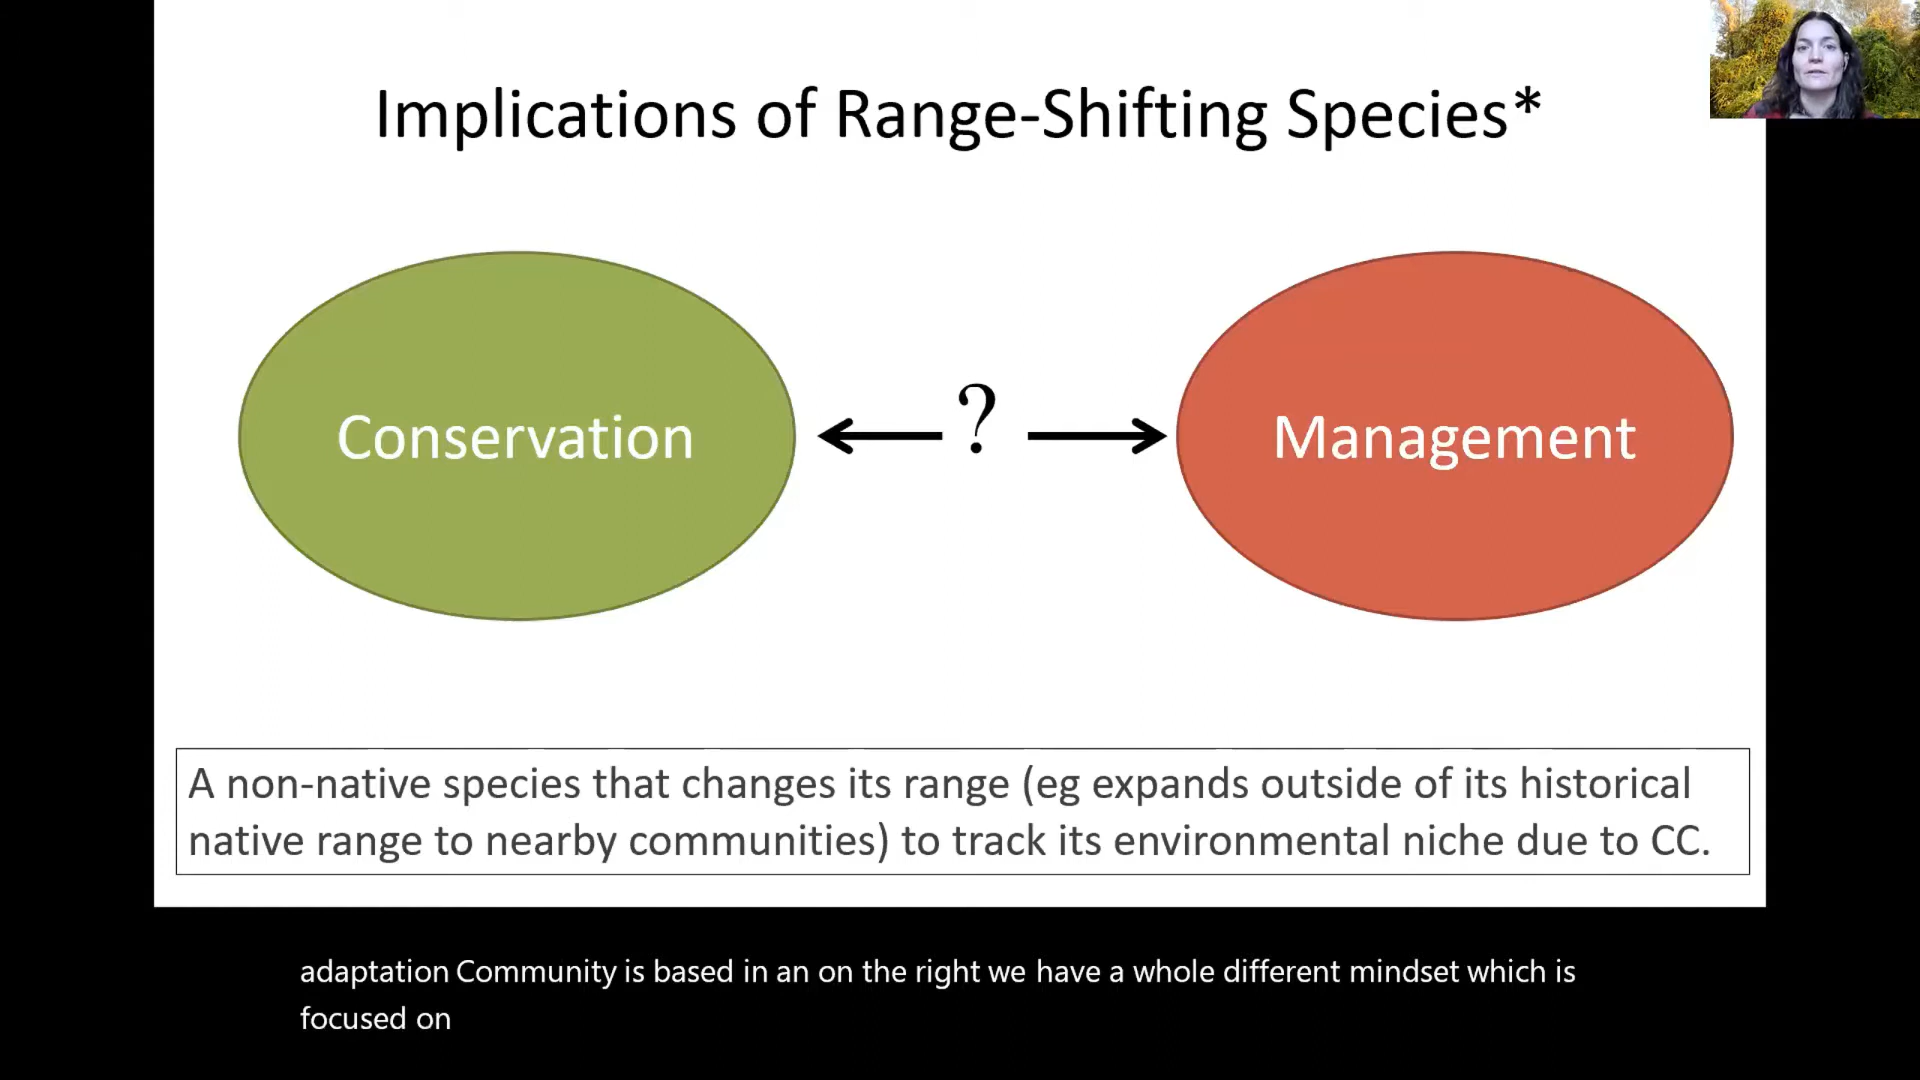 Implications of Range-Shifting Species*
Conservation
?
Management
A non-native species that changes its range (eg expands outside of its historical
native range to nearby communities) to track its environmental niche due to CC.
adaptation Community is based in an on the right we have a whole different mindset which is
focused on